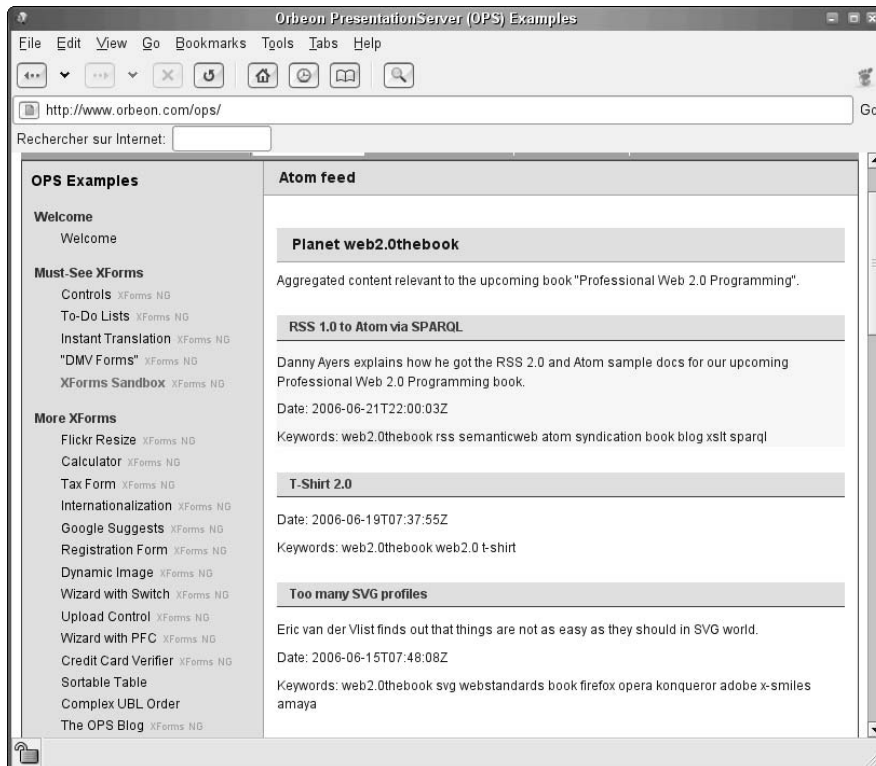 Orbeon PresentationServer (OPS) Examples
File Edit View Go Bookmarks Tools Tabs Help
http://www.orbeon.com/ops/
Go
Rechercher sur Internet:
OPS Examples
Welcome
Welcome
Must-See XForms
Controls XForms NG
To-Do Lists XForms NG
Instant Translation XForms NG
"DMV Forms" XForms NG
XForms Sandbox XForms NG
More XForms
Flickr Resize XForms NG
Calculator XForms NG
Tax Form XForms NG
Internationalization XForms NG
Google Suggests XForms NG
Registration Form XForms NG
Dynamic Image XForms NG
Wizard with Switch XForms NG
Upload Control XForms NG
Wizard with PFC XForms NG
Credit Card Verifier XForms NG
Sortable Table
Complex UBL Order
The OPS Blog XForms NG
Atom feed
Planet web2.0thebook
Aggregated content relevant to the upcoming book "Professional Web 2.0 Programming".
RSS 1.0 to Atom via SPARQL
Danny Ayers explains how he got the RSS 2.0 and Atom sample docs for our upcoming
Professional Web 2.0 Programming book.
Date: 2006-06-21T22:00:03Z
Keywords: web2.0thebook rss semanticweb atom syndication book blog xslt sparql
T-Shirt 2.0
Date: 2006-06-19T07:37:55Z
Keywords: web2.0thebook web2.0 t-shirt
Too many SVG profiles
Eric van der Vlist finds out that things are not as easy as they should in SVG world.
Date: 2006-06-15T07:48:08Z
Keywords: web2.0thebook svg webstandards book firefox opera konqueror adobe x-smiles
amaya